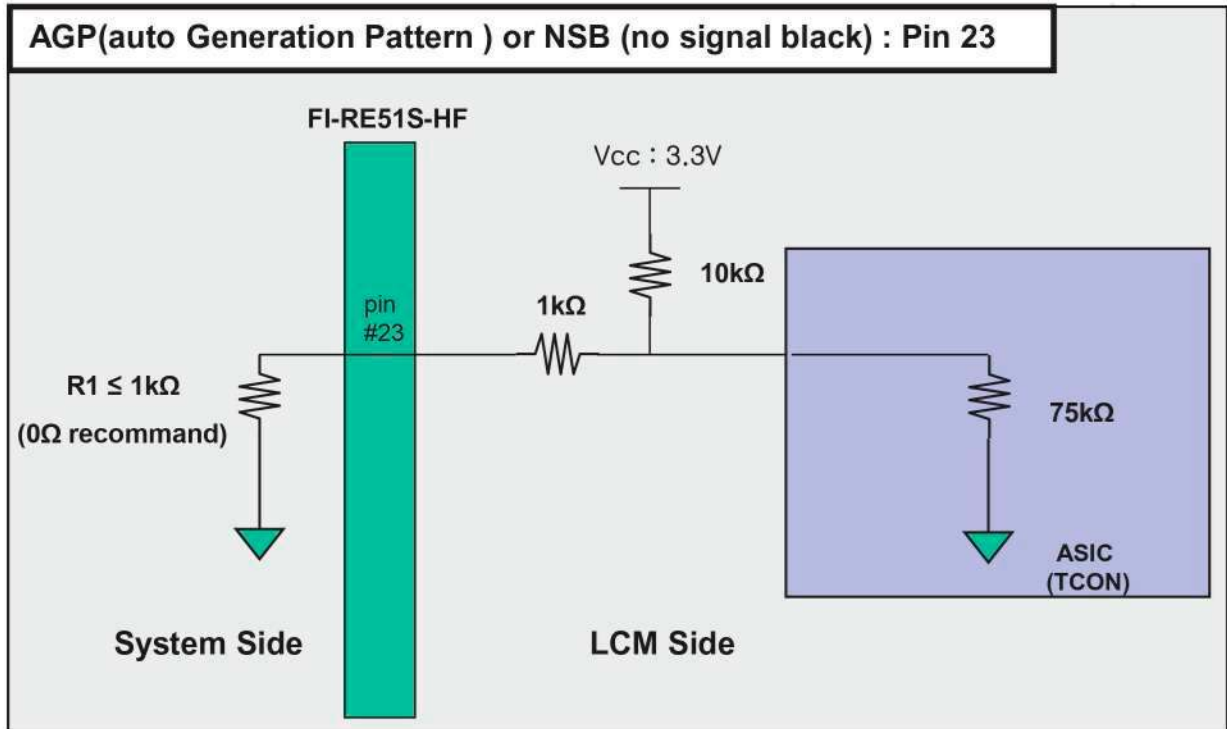 AGP(auto Generation Pattern ) or NSB (no signal black) : Pin 23
FI-RE51S-HF
Vcc : 3.3V
10kΩ
1kΩ
pin
#23
R1 ≤ 1kΩ
(0Ω recommand)
75kΩ
ASIC
(TCON)
System Side
LCM Side